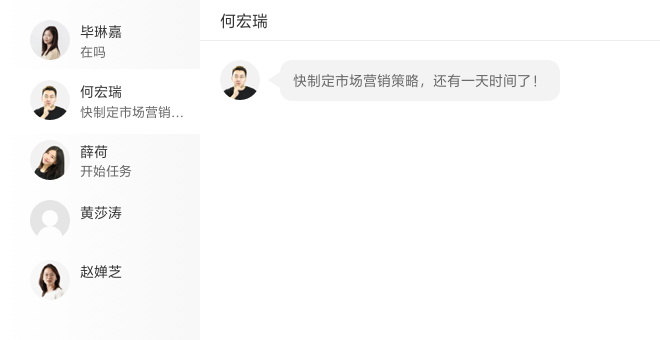 毕琳嘉
在吗
何宏瑞
快制定市场营销…
薛荷
开始任务
黄莎涛
赵婵芝
何宏瑞
快制定市场营销策略，还有一天时间了！